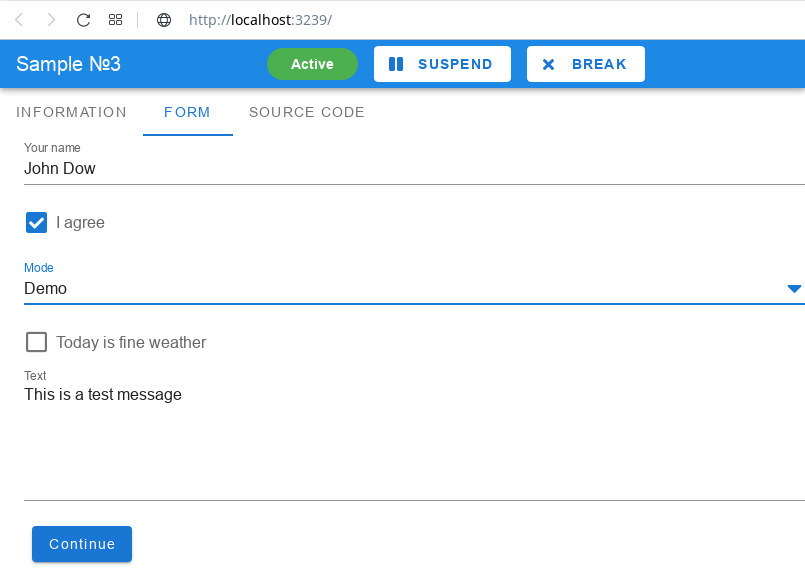 http://localhost:3239/
Sample №3
Active
SUSPEND
BREAK
INFORMATION
FORM
SOURCE CODE
Your name
John Dow
I agree
Mode
Demo
Today is fine weather
Text
This is a test message
Continue